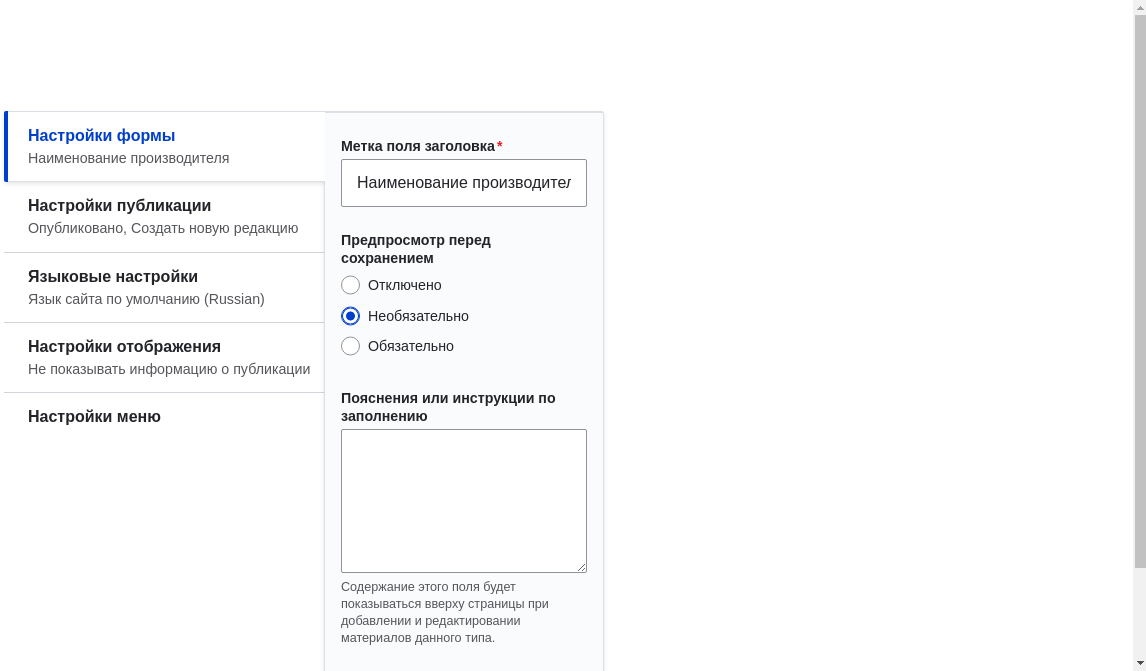 Настройки формы
Наименование производителя
Настройки публикации
Опубликовано, Создать новую редакцию
Языковые настройки
Язык сайта по умолчанию (Russian)
Настройки отображения
Не показывать информацию о публикации
Настройки меню
Метка поля заголовка*
Наименование производител
Предпросмотр перед
сохранением
Отключено
Необязательно
Обязательно
Пояснения или инструкции по
заполнению
Содержание этого поля будет
показываться вверху страницы при
добавлении и редактировании
материалов данного типа.